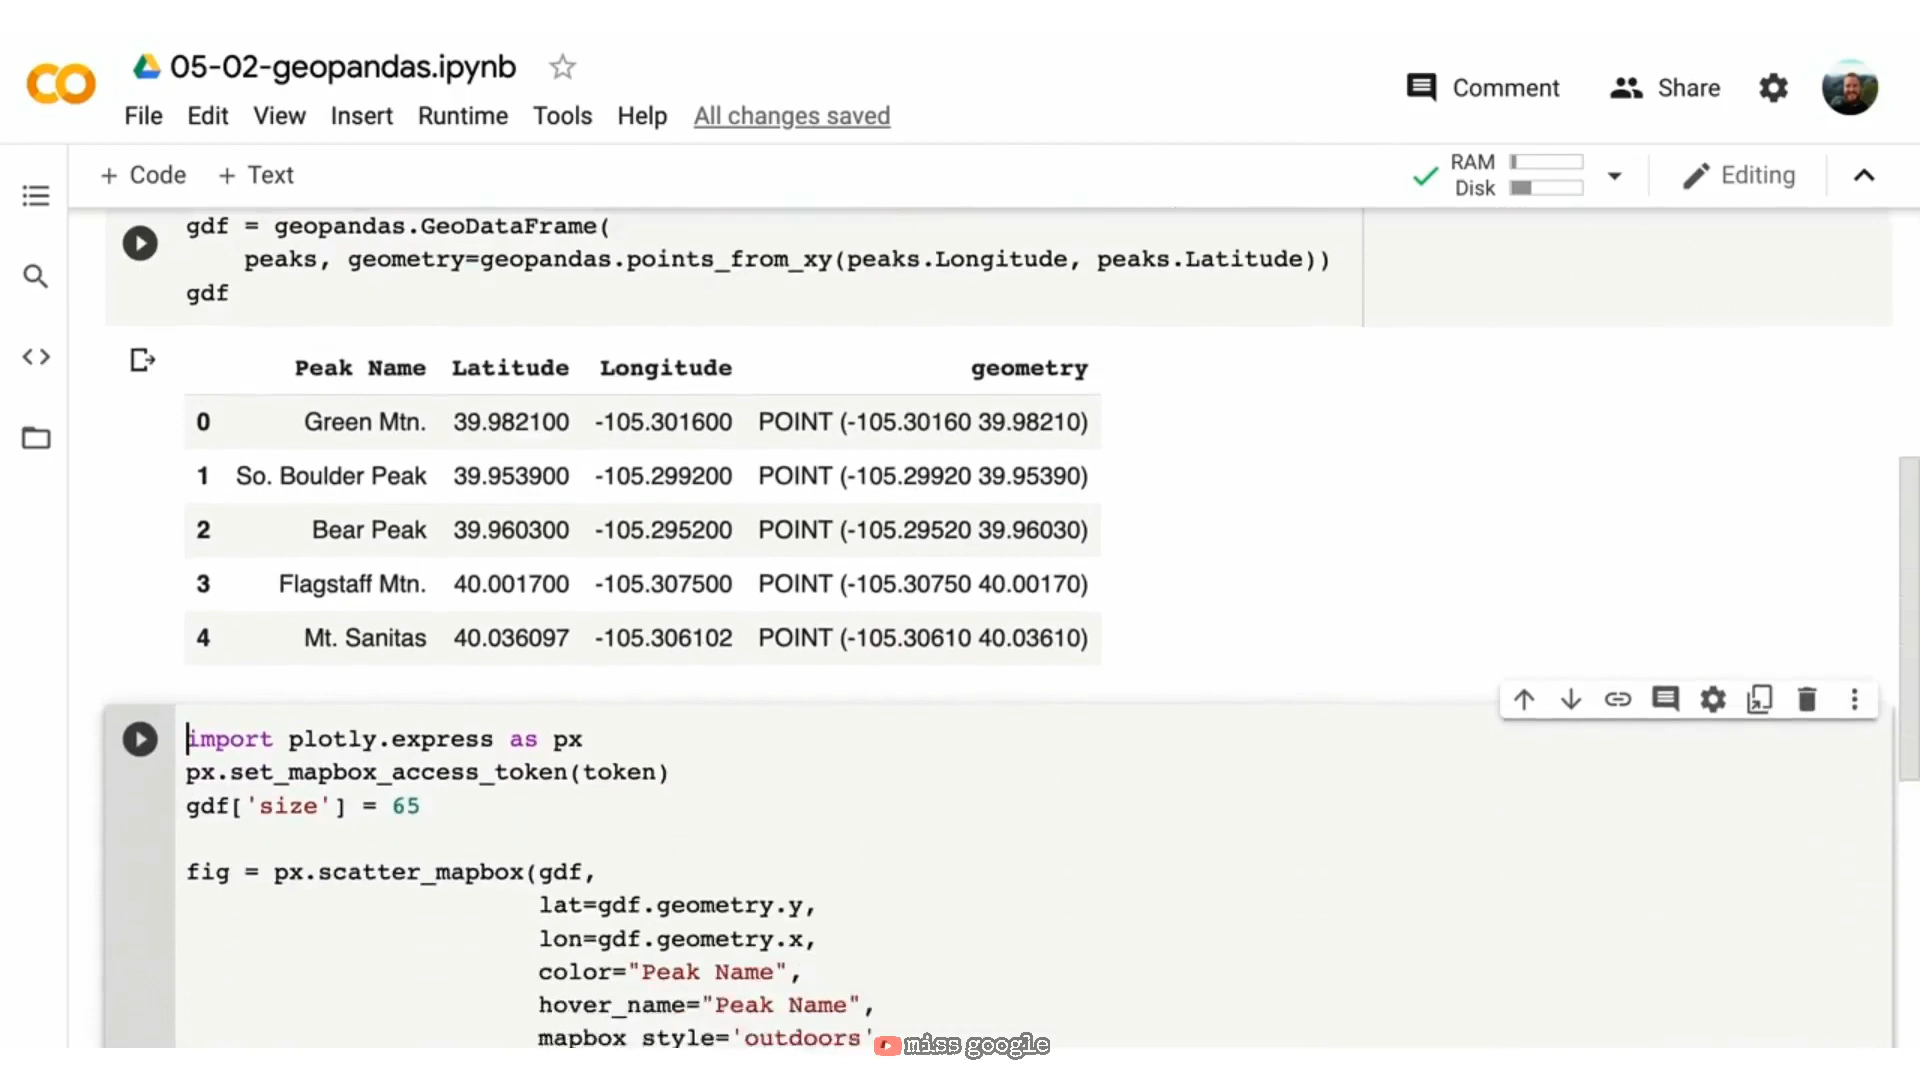 05-02-geopandas.ipynb
Comment
Share
File Edit View Insert Runtime Tools Help All changes saved
+ Code + Text
RAM
Disk
Editing
gdf = geopandas.GeoDataFrame(
peaks, geometry=geopandas.points_from_xy(peaks.Longitude, peaks.Latitude))
gdf
Peak Name Latitude Longitude geometry
0 Green Mtn. 39.982100 -105.301600 POINT (-105.30160 39.98210)
1 So. Boulder Peak 39.953900 -105.299200 POINT (-105.29920 39.95390)
2 Bear Peak 39.960300 -105.295200 POINT (-105.29520 39.96030)
3 Flagstaff Mtn. 40.001700 -105.307500 POINT (-105.30750 40.00170)
4 Mt. Sanitas 40.036097 -105.306102 POINT (-105.30610 40.03610)
import plotly.express as px
px.set_mapbox_access_token(token)
gdf['size'] = 65
fig = px.scatter_mapbox(gdf,
lat=gdf.geometry.y,
lon=gdf.geometry.x,
color="Peak Name",
hover_name="Peak Name",
mapbox_style='outdoors'
miss google